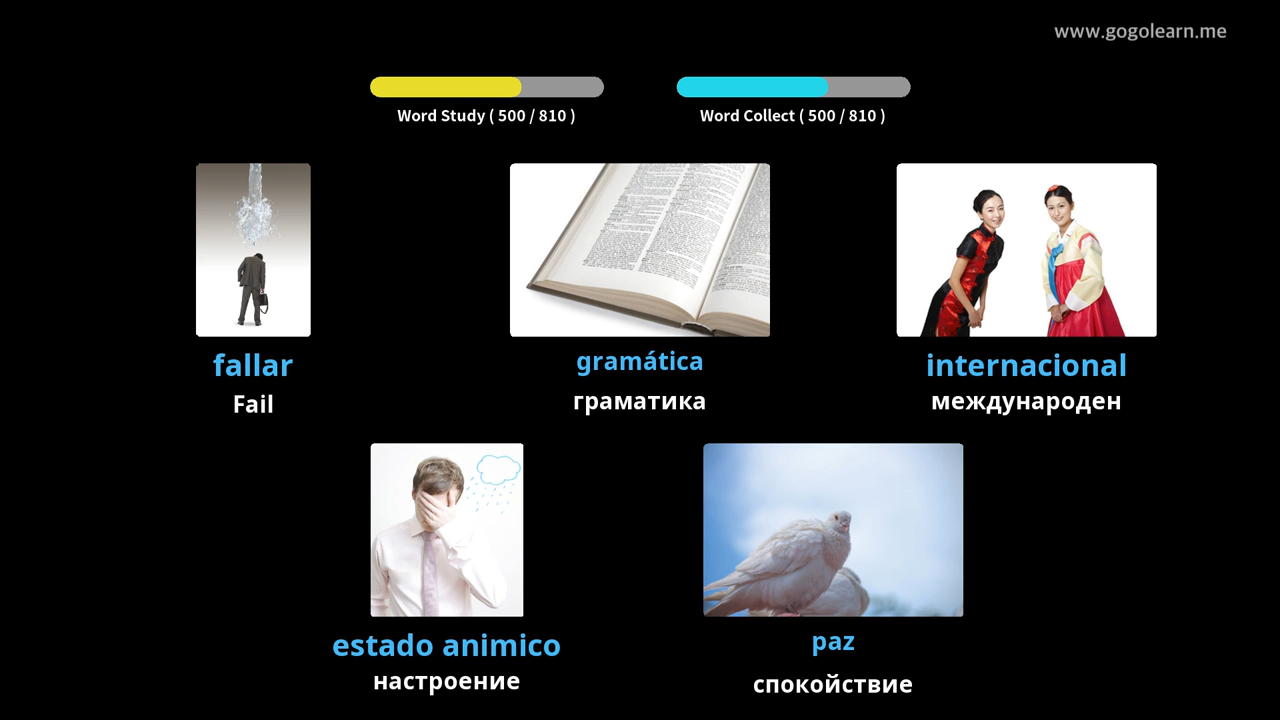 www.gogolearn.me
Word Study ( 500 / 810 )
Word Collect ( 500 / 810 )
fallar
Fail
gramática
граматика
internacional
международен
estado animico
настроение
paz
спокойствие